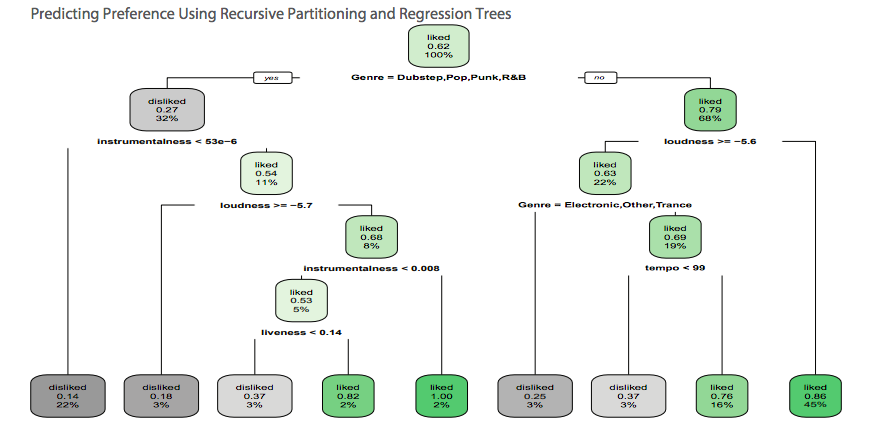 Predicting Preference Using Recursive Partitioning and Regression Trees
liked
0.62
100%
yes
Genre = Dubstep,Pop,Punk,R&B
no
disliked
0.27
32%
liked
0.79
68%
instrumentalness < 53e-6
loudness >= -5.6
liked
0.54
11%
liked
0.63
22%
loudness >= -5.7
Genre = Electronic,Other,Trance
liked
0.68
8%
liked
0.69
19%
instrumentalness < 0.008
tempo < 99
liked
0.53
5%
liveness < 0.14
disliked
0.14
22%
disliked
0.18
3%
disliked
0.37
3%
liked
0.82
2%
liked
1.00
2%
disliked
0.25
3%
disliked
0.37
3%
liked
0.76
16%
liked
0.86
45%